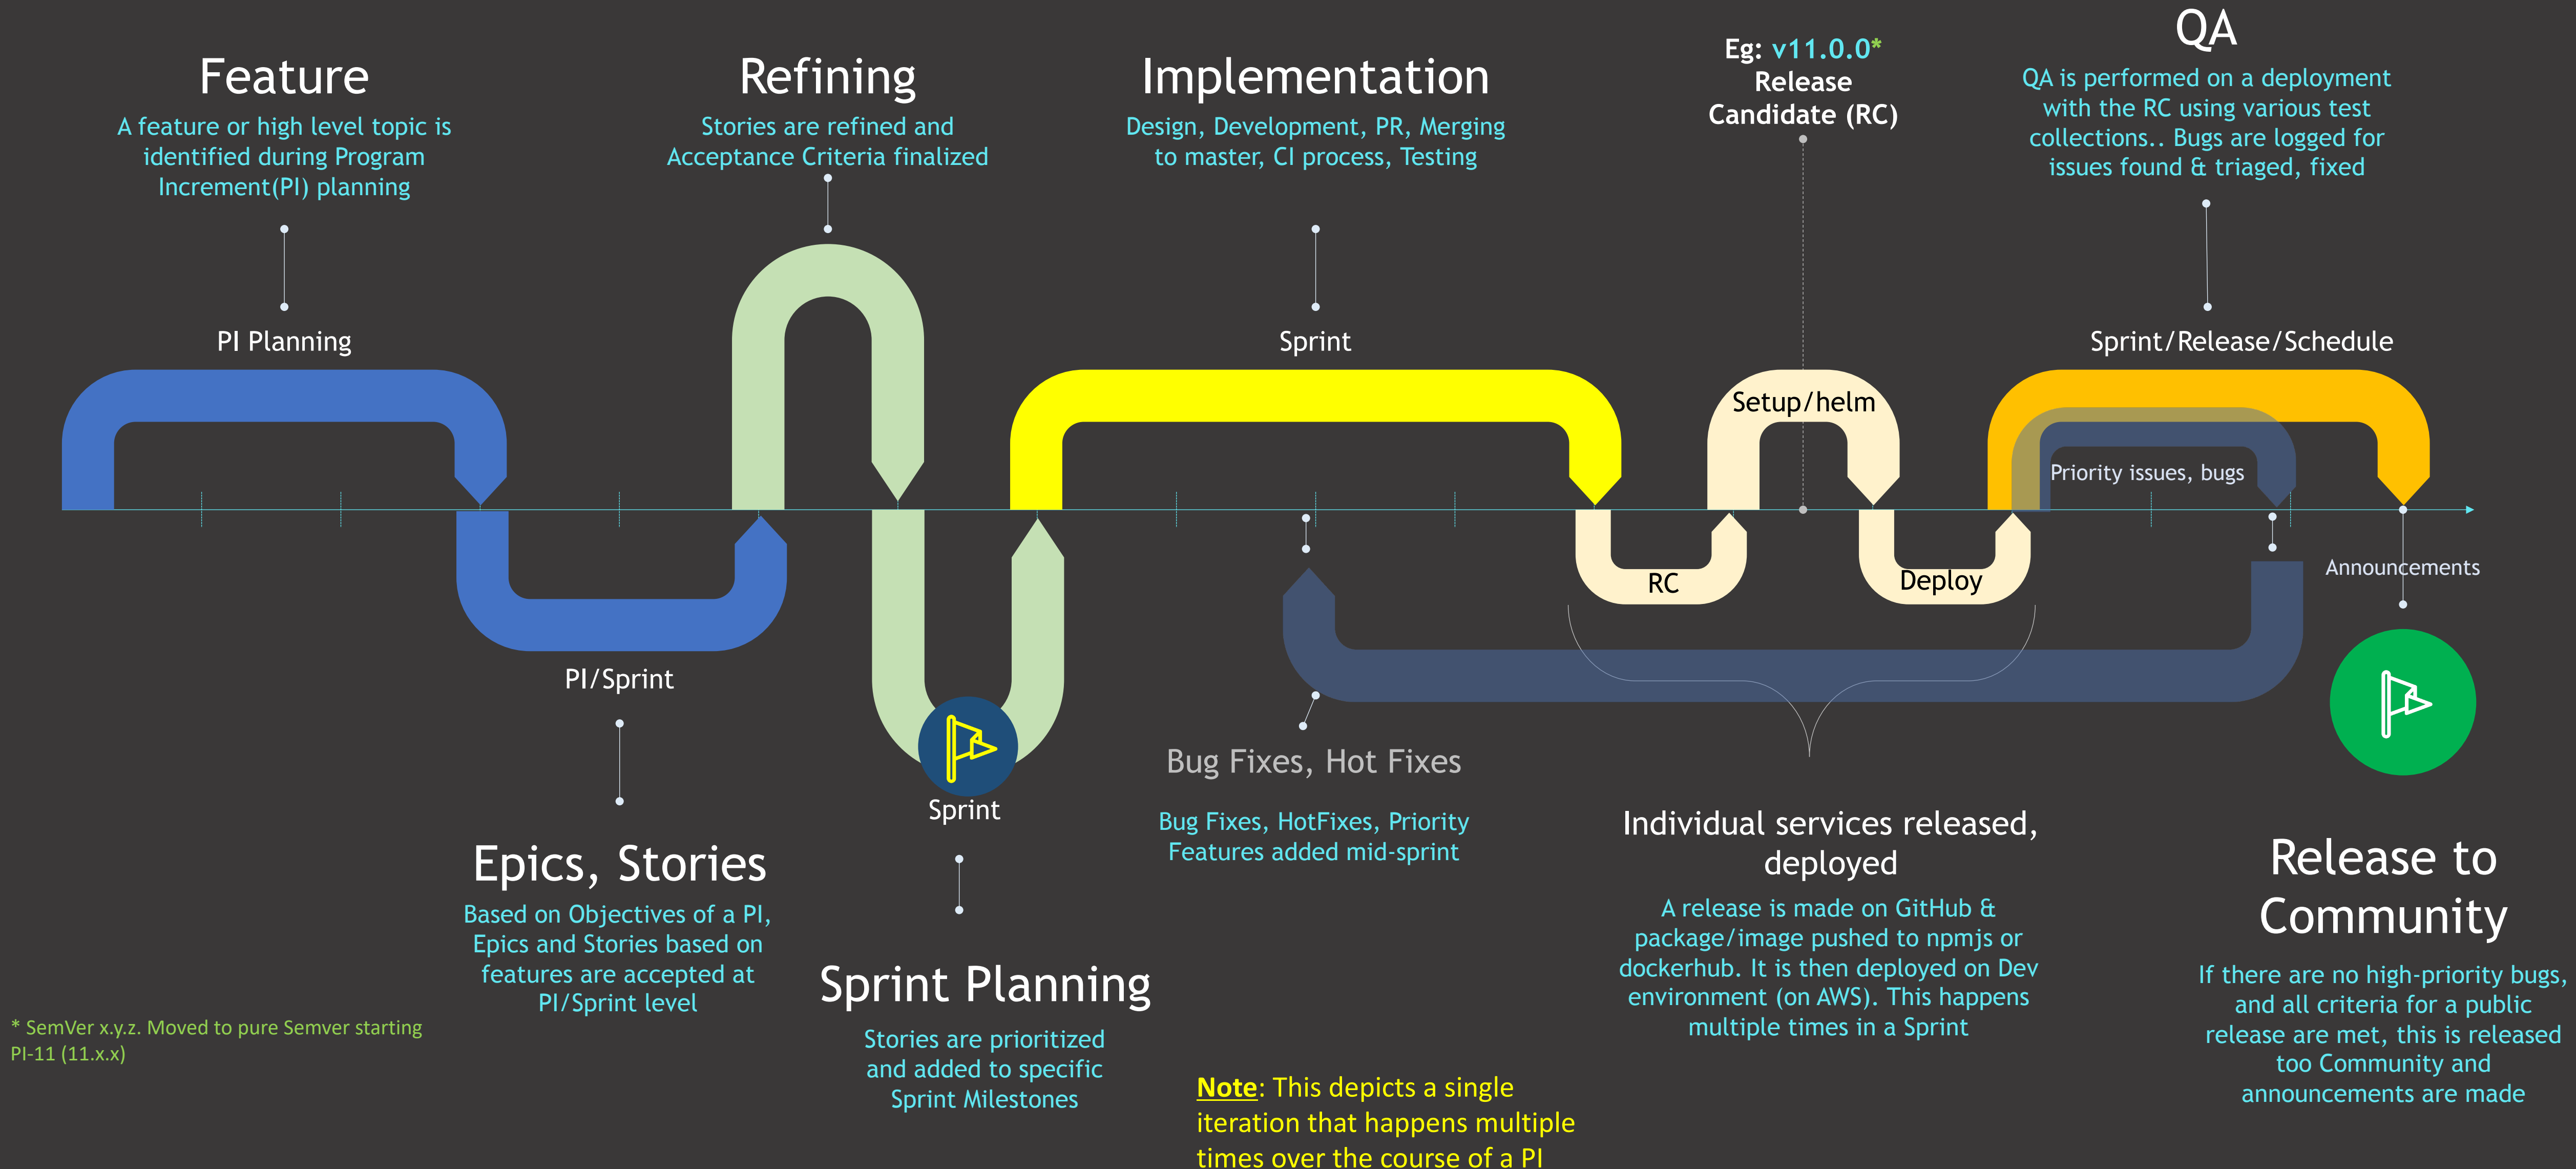 Feature
A feature or high level topic is
identified during Program
Increment(PI) planning
PI Planning
PI/Sprint
Epics, Stories
Based on Objectives of a PI,
Epics and Stories based on
features are accepted at
PI/Sprint level
* SemVer x.y.z. Moved to pure Semver starting
PI-11 (11.x.x)
Refining
Stories are refined and
Acceptance Criteria finalized
Sprint
Sprint Planning
Stories are prioritized
and added to specific
Sprint Milestones
Implementation
Design, Development, PR, Merging
to master, CI process, Testing
Sprint
Bug Fixes, Hot Fixes
Bug Fixes, HotFixes, Priority
Features added mid-sprint
Note: This depicts a single
iteration that happens multiple
times over the course of a PI
Eg: v11.0.0*
Release
Candidate (RC)
Setup/helm
RC
Deploy
Individual services released,
deployed
A release is made on GitHub &
package/image pushed to npmjs or
dockerhub. It is then deployed on Dev
environment (on AWS). This happens
multiple times in a Sprint
QA
QA is performed on a deployment
with the RC using various test
collections.. Bugs are logged for
issues found & triaged, fixed
Sprint/Release/Schedule
Priority issues, bugs
Announcements
Release to
Community
If there are no high-priority bugs,
and all criteria for a public
release are met, this is released
too Community and
announcements are made